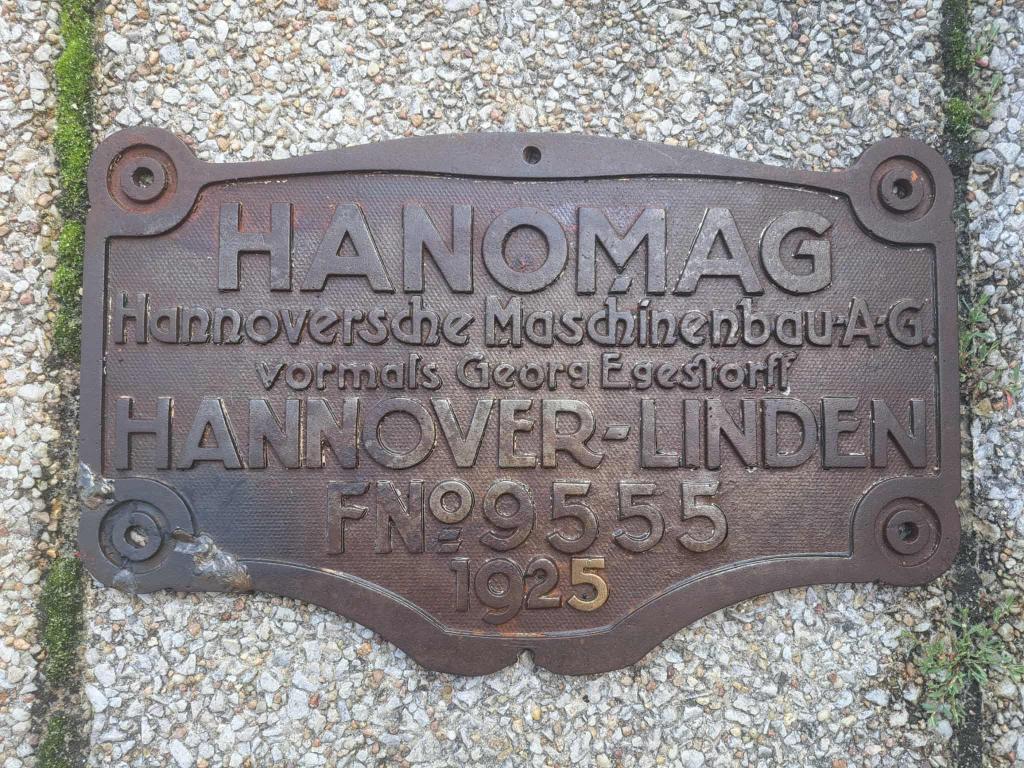 HANOMAG
Hannoversche Maschinenbau-A-G.
vormals Georg Egestorff
HANNOVER-LINDEN
FNº 9555
1925